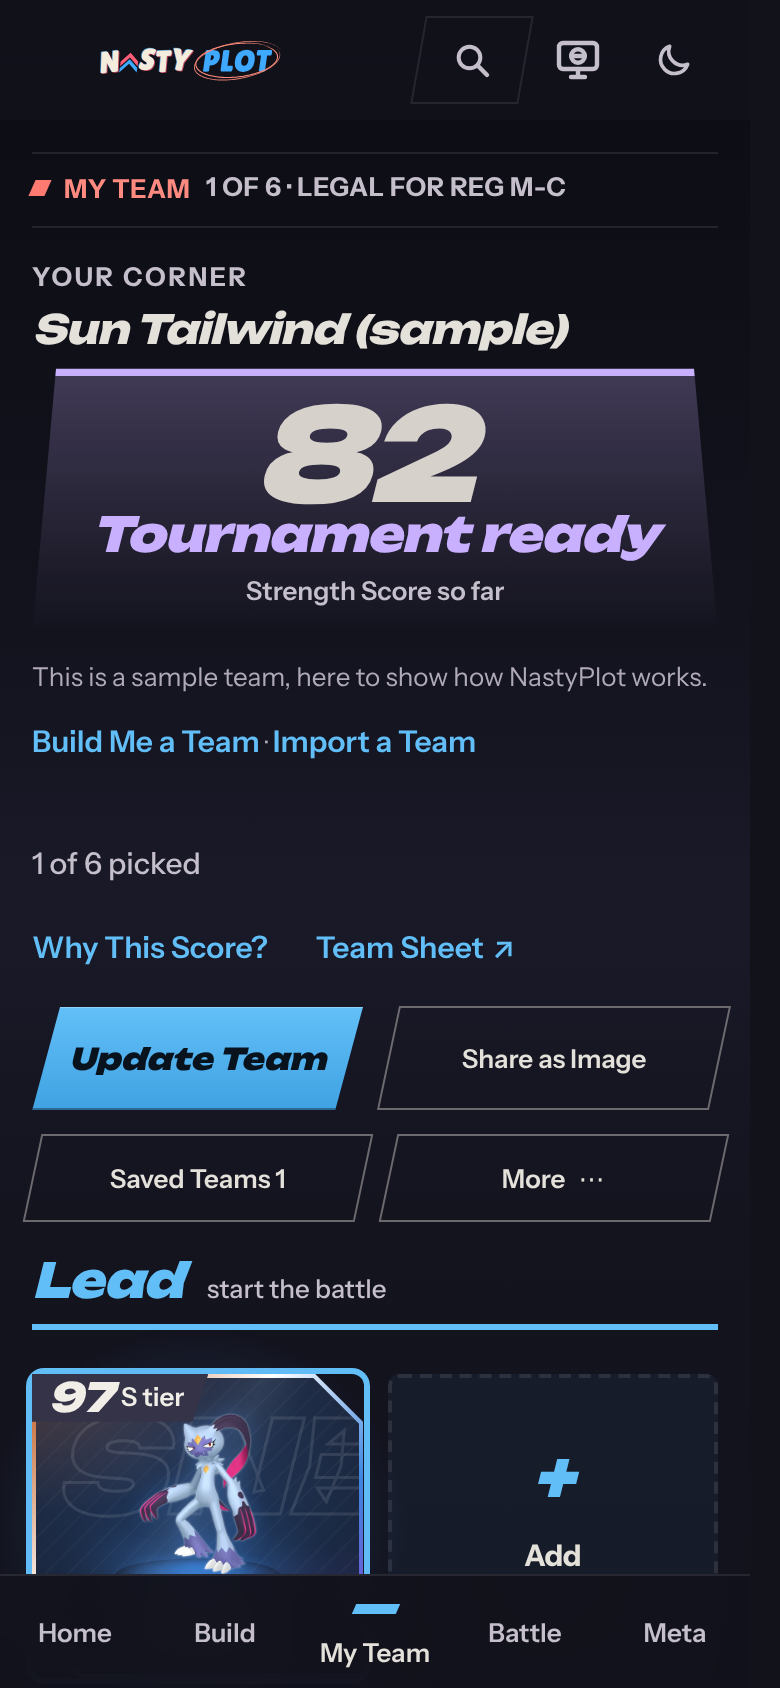 NASTY PLOT
MY TEAM 1 OF 6 · LEGAL FOR REG M-C
YOUR CORNER
Sun Tailwind (sample)
82
Tournament ready
Strength Score so far
This is a sample team, here to show how NastyPlot works.
Build Me a Team · Import a Team
1 of 6 picked
Why This Score? Team Sheet ↗
Update Team Share as Image
Saved Teams 1 More ···
Lead start the battle
97 S tier
+
Add
Home Build My Team Battle Meta